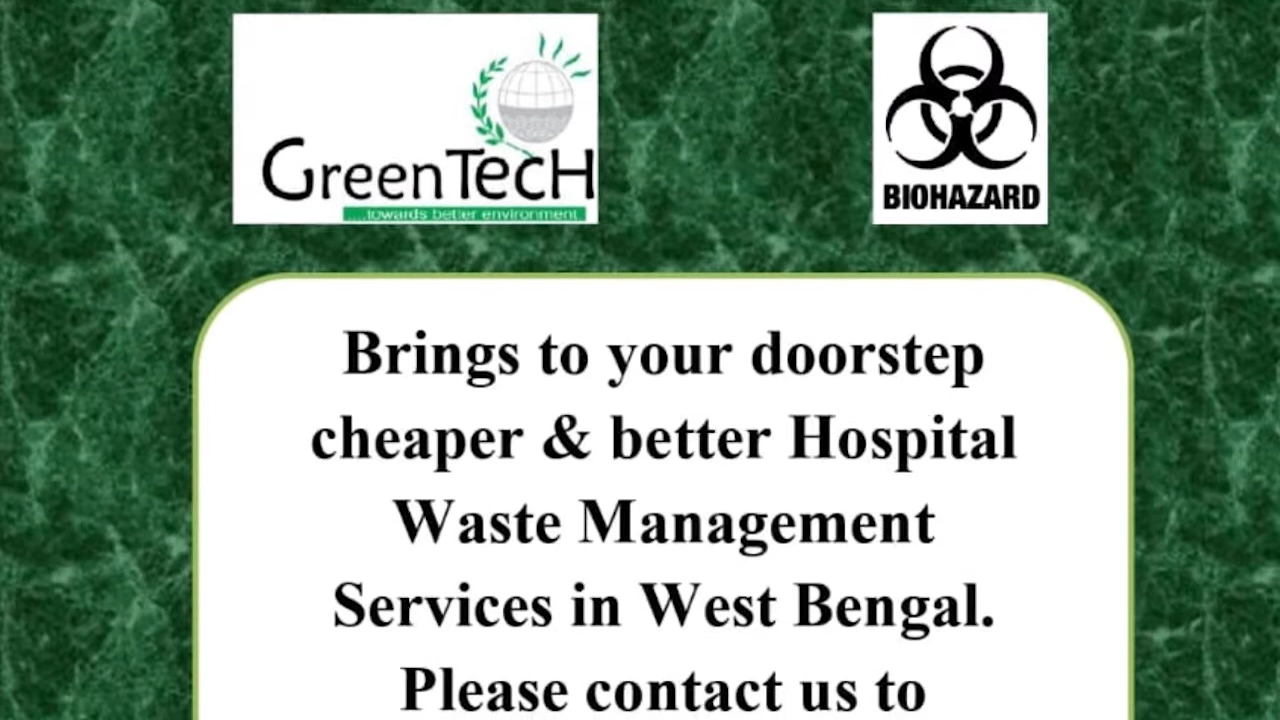 GreenTecH
....towards better environment
BIOHAZARD
Brings to your doorstep
cheaper & better Hospital
Waste Management
Services in West Bengal.
Please contact us to